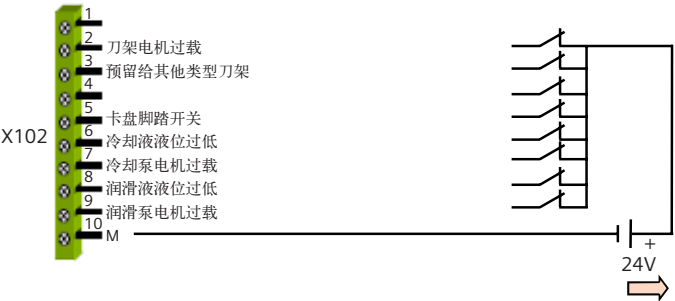 1
2
刀架电机过载
3
预留给其他类型刀架
4
5
卡盘脚踏开关
X102
6
冷却液液位过低
7
冷却泵电机过载
8
润滑液液位过低
9
润滑泵电机过载
10
M
+
24V